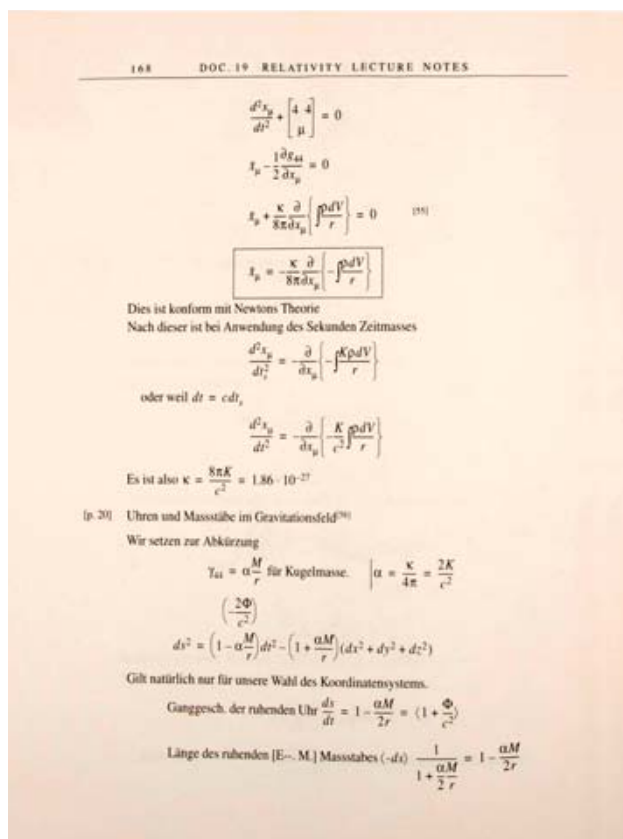 168 DOC. 19 RELATIVITY LECTURE NOTES
d²x_μ/dt² + [4 4 / μ] = 0
ẍ_μ − 1/2 ∂g₄₄/∂x_μ = 0
ẍ_μ + κ/8π ∂/∂x_μ {∫ρdV/r} = 0 [55]
ẍ_μ = −κ/8π ∂/∂x_μ {−∫ρdV/r}
Dies ist konform mit Newtons Theorie
Nach dieser ist bei Anwendung des Sekunden Zeitmasses
d²x_μ/dt_s² = −∂/∂x_μ {−∫KρdV/r}
oder weil dt = cdt_s
d²x_μ/dt² = −∂/∂x_μ {−K/c² ∫ρdV/r}
Es ist also κ = 8πK/c² = 1.86 · 10⁻²⁷
[p. 20] Uhren und Massstäbe im Gravitationsfeld[56]
Wir setzen zur Abkürzung
γ₄₄ = α M/r für Kugelmasse. | α = κ/4π = 2K/c²
(−2Φ/c²)
ds² = (1 − α M/r)dt² − (1 + αM/r)(dx² + dy² + dz²)
Gilt natürlich nur für unsere Wahl des Koordinatensystems.
Ganggesch. der ruhenden Uhr ds/dt = 1 − αM/2r = (1 + Φ/c²)
Länge des ruhenden [E--. M.] Massstabes (-ds) 1/(1 + α/2 M/r) = 1 − αM/2r